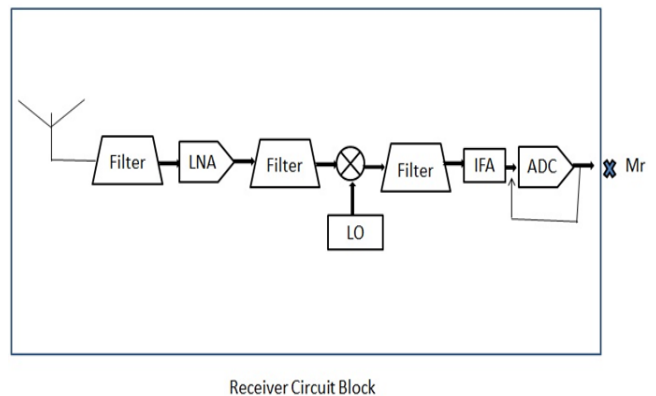 Filter
LNA
Filter
Filter
IFA
ADC
Mr
LO
Receiver Circuit Block